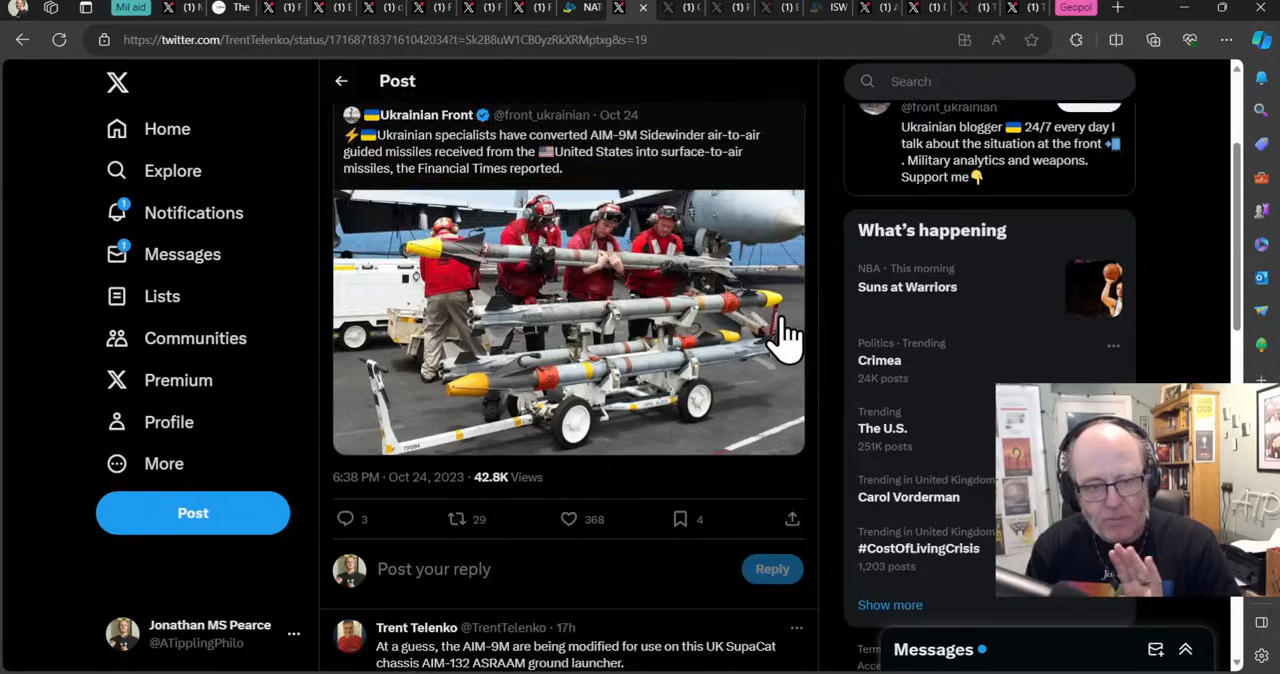 Mil aid
The
NAT
ISW
Geopol
https://twitter.com/TrentTelenko/status/1716871837161042034?t=Sk2B8uW1CB0yzRkXRMptxg&s=19
Home
Explore
1
Notifications
1
Messages
Lists
Communities
Premium
Profile
More
Post
Jonathan MS Pearce
@ATipplingPhilo
Post
Ukrainian Front @front_ukrainian · Oct 24
Ukrainian specialists have converted AIM-9M Sidewinder air-to-air
guided missiles received from the United States into surface-to-air
missiles, the Financial Times reported.
6:38 PM · Oct 24, 2023 · 42.8K Views
3 29 368 4
Post your reply
Reply
Trent Telenko @TrentTelenko · 17h
At a guess, the AIM-9M are being modified for use on this UK SupaCat
chassis AIM-132 ASRAAM ground launcher.
Search
@front_ukrainian
Ukrainian blogger 24/7 every day I
talk about the situation at the front
. Military analytics and weapons.
Support me
What's happening
NBA · This morning
Suns at Warriors
Politics · Trending
Crimea
24K posts
Trending
The U.S.
251K posts
Trending in United Kingdom
Carol Vorderman
Trending in United Kingdom
#CostOfLivingCrisis
1,203 posts
Show more
Messages
GOD
ATP